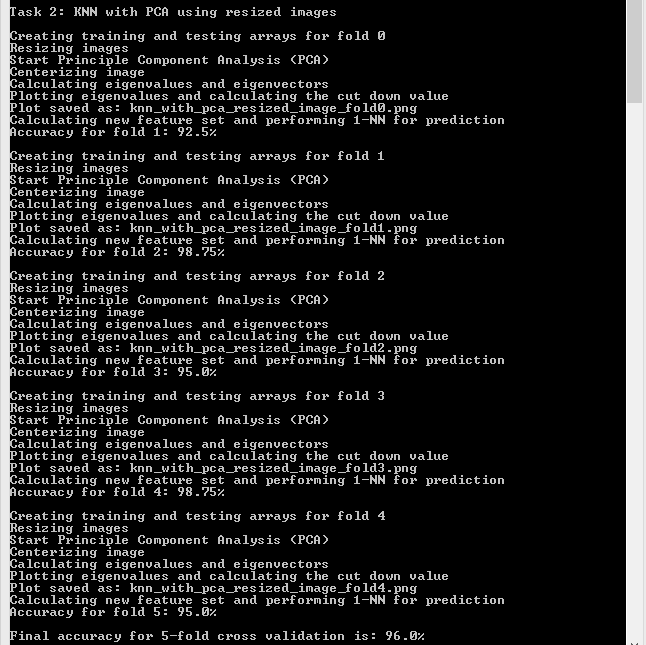 Task 2: KNN with PCA using resized images
Creating training and testing arrays for fold 0
Resizing images
Start Principle Component Analysis (PCA)
Centerizing image
Calculating eigenvalues and eigenvectors
Plotting eigenvalues and calculating the cut down value
Plot saved as: knn_with_pca_resized_image_fold0.png
Calculating new feature set and performing 1-NN for prediction
Accuracy for fold 1: 92.5%
Creating training and testing arrays for fold 1
Resizing images
Start Principle Component Analysis (PCA)
Centerizing image
Calculating eigenvalues and eigenvectors
Plotting eigenvalues and calculating the cut down value
Plot saved as: knn_with_pca_resized_image_fold1.png
Calculating new feature set and performing 1-NN for prediction
Accuracy for fold 2: 98.75%
Creating training and testing arrays for fold 2
Resizing images
Start Principle Component Analysis (PCA)
Centerizing image
Calculating eigenvalues and eigenvectors
Plotting eigenvalues and calculating the cut down value
Plot saved as: knn_with_pca_resized_image_fold2.png
Calculating new feature set and performing 1-NN for prediction
Accuracy for fold 3: 95.0%
Creating training and testing arrays for fold 3
Resizing images
Start Principle Component Analysis (PCA)
Centerizing image
Calculating eigenvalues and eigenvectors
Plotting eigenvalues and calculating the cut down value
Plot saved as: knn_with_pca_resized_image_fold3.png
Calculating new feature set and performing 1-NN for prediction
Accuracy for fold 4: 98.75%
Creating training and testing arrays for fold 4
Resizing images
Start Principle Component Analysis (PCA)
Centerizing image
Calculating eigenvalues and eigenvectors
Plotting eigenvalues and calculating the cut down value
Plot saved as: knn_with_pca_resized_image_fold4.png
Calculating new feature set and performing 1-NN for prediction
Accuracy for fold 5: 95.0%
Final accuracy for 5-fold cross validation is: 96.0%